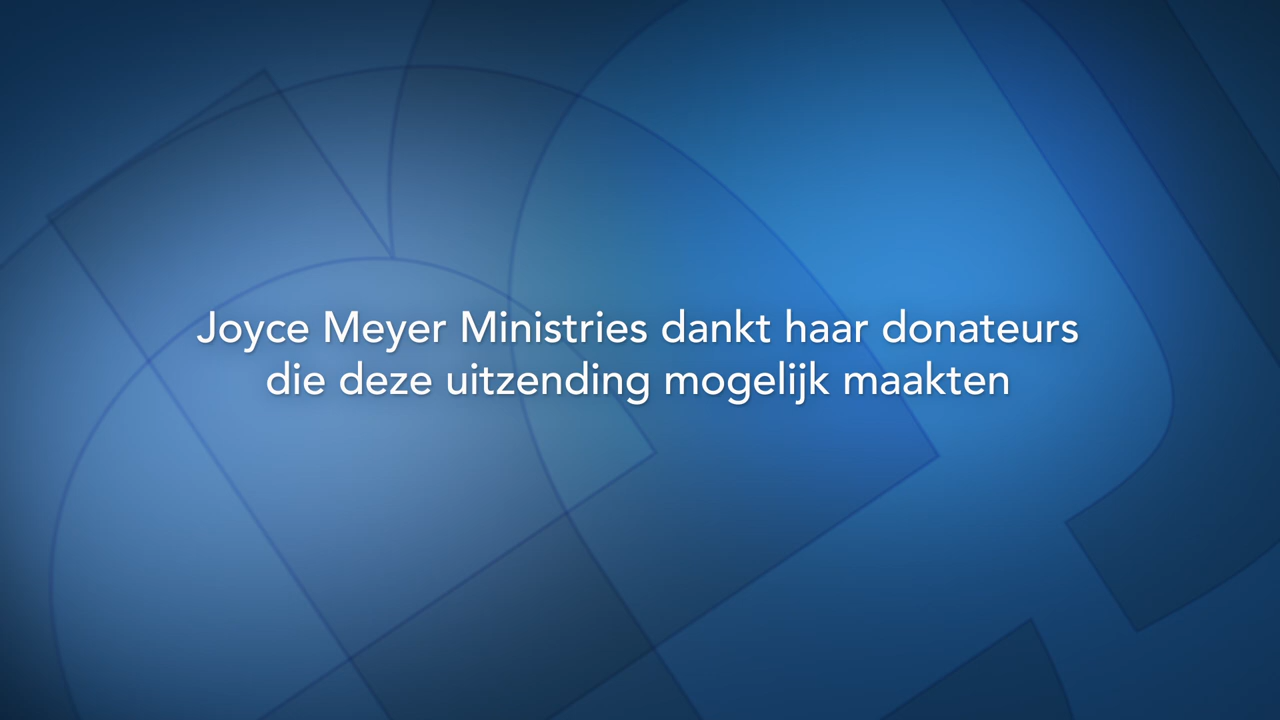 Joyce Meyer Ministries dankt haar donateurs
die deze uitzending mogelijk maakten